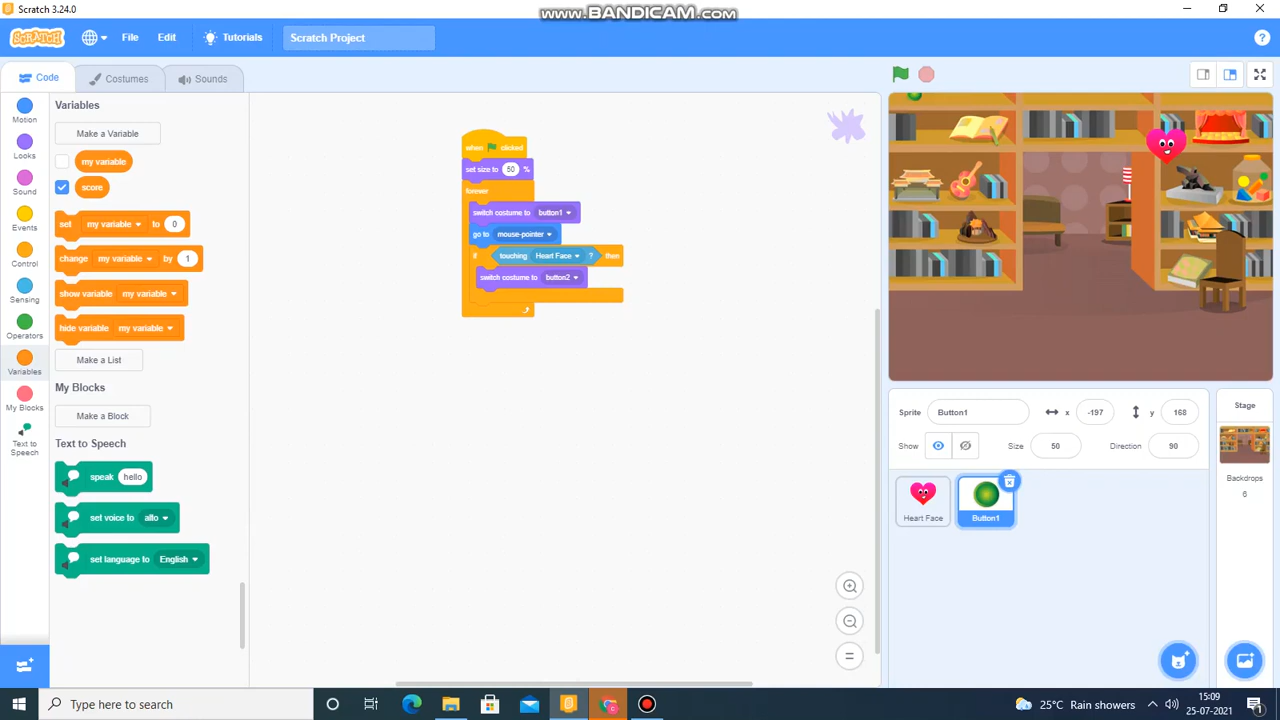 Scratch 3.24.0
www.BANDICAM.com
SCRATCH
File
Edit
Tutorials
Scratch Project
Code
Costumes
Sounds
Motion
Looks
Sound
Events
Control
Sensing
Operators
Variables
My Blocks
Text to
Speech
Variables
Make a Variable
my variable
score
set my variable to 0
change my variable by 1
show variable my variable
hide variable my variable
Make a List
My Blocks
Make a Block
Text to Speech
speak hello
set voice to alto
set language to English
when clicked
set size to 50 %
forever
switch costume to button1
go to mouse-pointer
if touching Heart Face ? then
switch costume to button2
Sprite Button1 x -197 y 168
Show Size 50 Direction 90
Heart Face
Button1
Stage
Backdrops
6
Type here to search
25°C Rain showers
15:09
25-07-2021
1